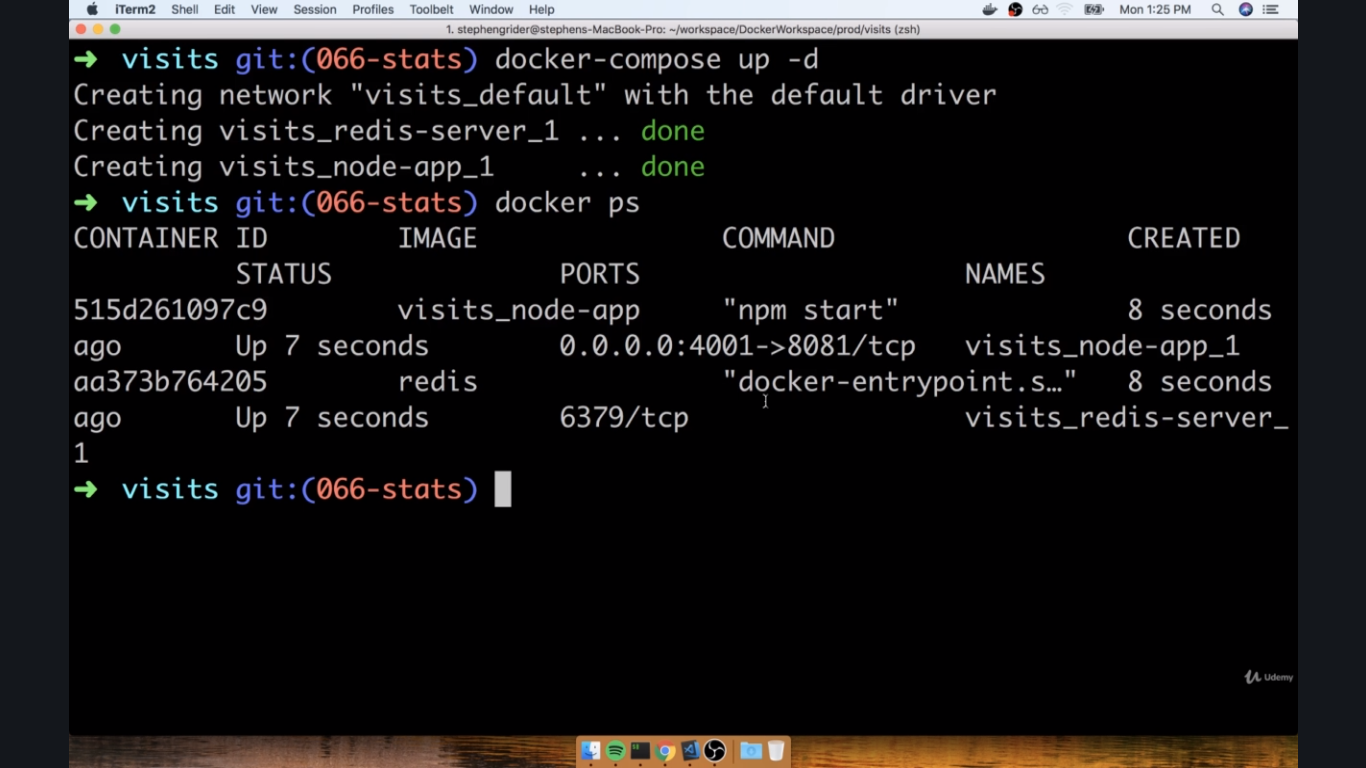 iTerm2 Shell Edit View Session Profiles Toolbelt Window Help Mon 1:25 PM
1. stephengrider@stephens-MacBook-Pro: ~/workspace/DockerWorkspace/prod/visits (zsh)
➜ visits git:(066-stats) docker-compose up -d
Creating network "visits_default" with the default driver
Creating visits_redis-server_1 ... done
Creating visits_node-app_1 ... done
➜ visits git:(066-stats) docker ps
CONTAINER ID IMAGE COMMAND CREATED
STATUS PORTS NAMES
515d261097c9 visits_node-app "npm start" 8 seconds
ago Up 7 seconds 0.0.0.0:4001->8081/tcp visits_node-app_1
aa373b764205 redis "docker-entrypoint.s…" 8 seconds
ago Up 7 seconds 6379/tcp visits_redis-server_
1
➜ visits git:(066-stats)
Udemy